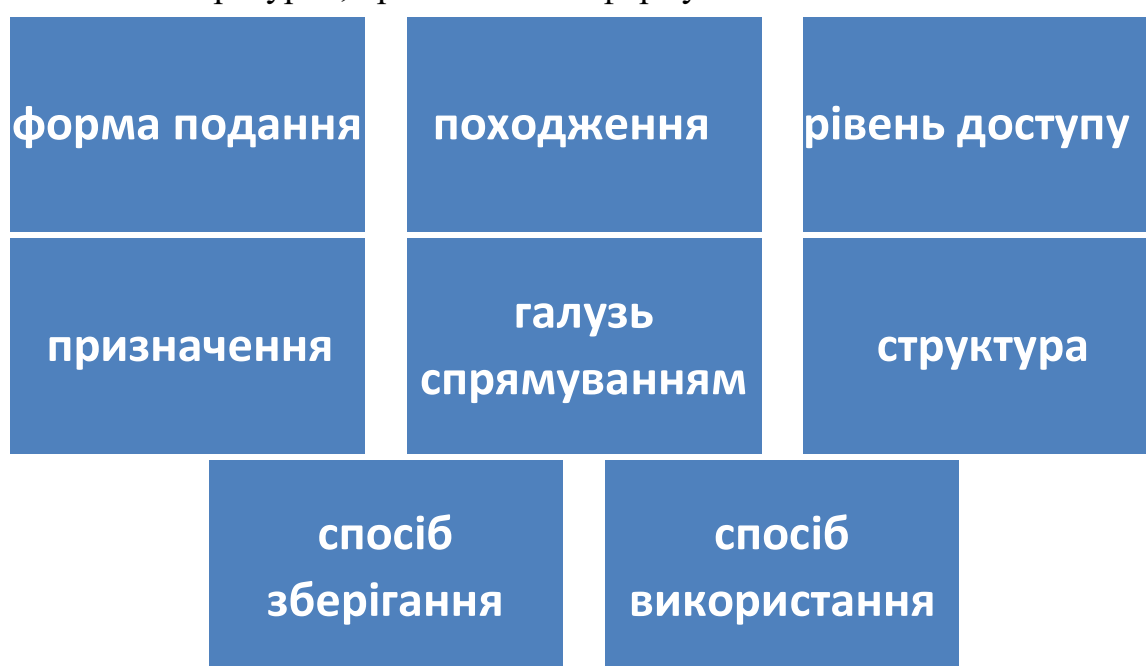 форма подання
походження
рівень доступу
призначення
галузь
спрямуванням
структура
спосіб
зберігання
спосіб
використання